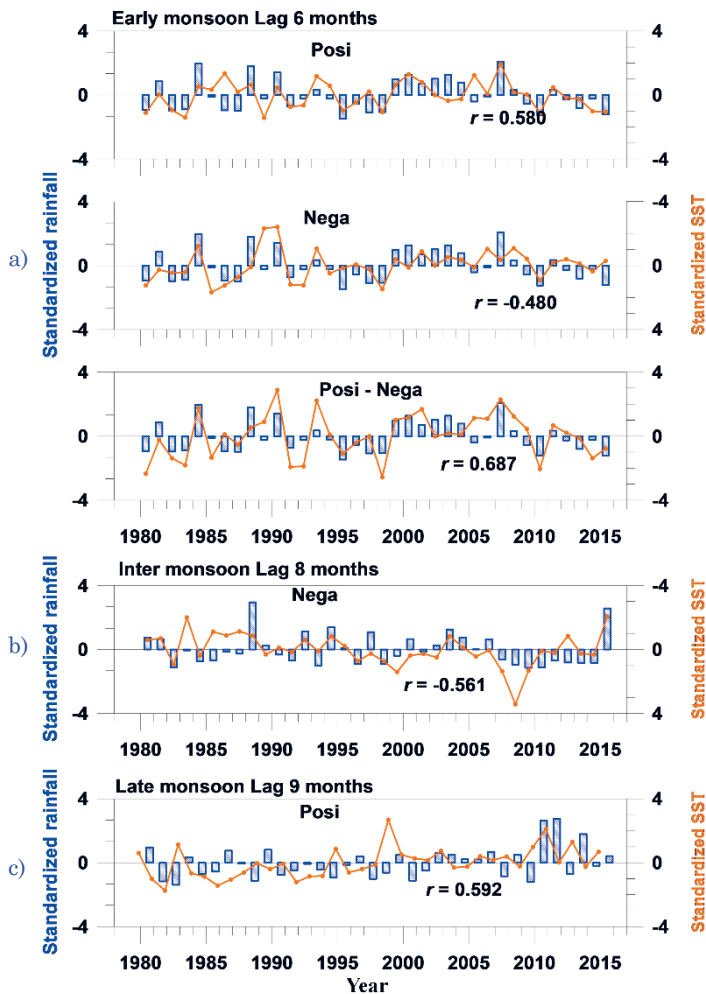 Early monsoon Lag 6 months
Posi
4 4
0 0
r = 0.580
-4 -4
Nega
4 -4
0 0
r = -0.480
-4 4
Posi - Nega
4 4
0 0
r = 0.687
-4 -4
a)
Standardized rainfall
Standardized SST
1980 1985 1990 1995 2000 2005 2010 2015
Inter monsoon Lag 8 months
Nega
4 -4
0 0
r = -0.561
-4 4
b)
Standardized rainfall
Standardized SST
1980 1985 1990 1995 2000 2005 2010 2015
Late monsoon Lag 9 months
Posi
4 4
0 0
r = 0.592
-4 -4
c)
Standardized rainfall
Standardized SST
1980 1985 1990 1995 2000 2005 2010 2015
Year